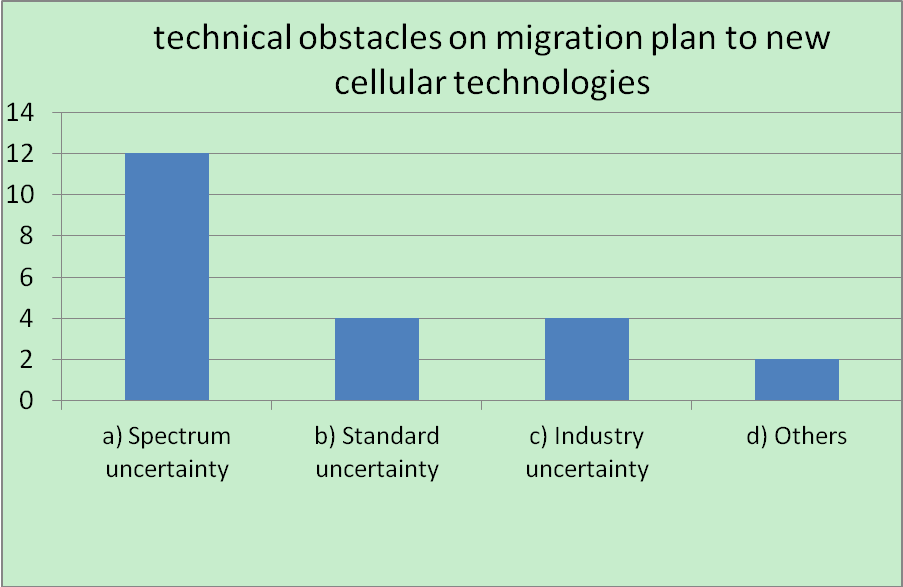 technical obstacles on migration plan to new
cellular technologies
14
12
10
8
6
4
2
0
a) Spectrum
uncertainty
b) Standard
uncertainty
c) Industry
uncertainty
d) Others